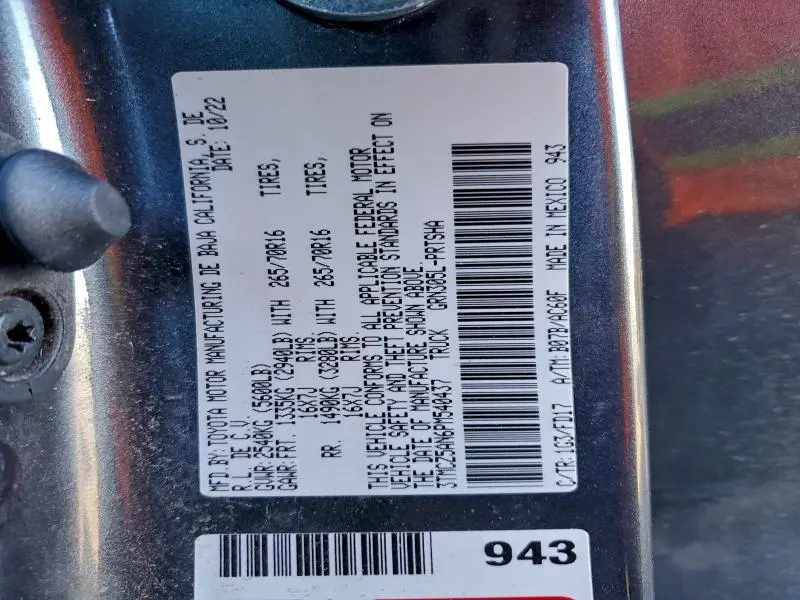 MFD. BY: TOYOTA MOTOR MANUFACTURING DE BAJA CALIFORNIA, S. DE
R.L. DE C.V. DATE: 10/22
GVWR: 2540KG (5600LB)
GAWR: FRT. 1335KG (2940LB) WITH 265/70R16 TIRES,
16X7J RIMS,
RR. 1490KG (3280LB) WITH 265/70R16 TIRES,
16X7J RIMS.
THIS VEHICLE CONFORMS TO ALL APPLICABLE FEDERAL MOTOR
VEHICLE SAFETY AND THEFT PREVENTION STANDARDS IN EFFECT ON
THE DATE OF MANUFACTURE SHOWN ABOVE.
3TMCZ5AN6PM540437 TRUCK GRN305L-PRTSHA
C/TR: 1G3/FD17 A/TM: B07B/AC60F MADE IN MEXICO 943
943